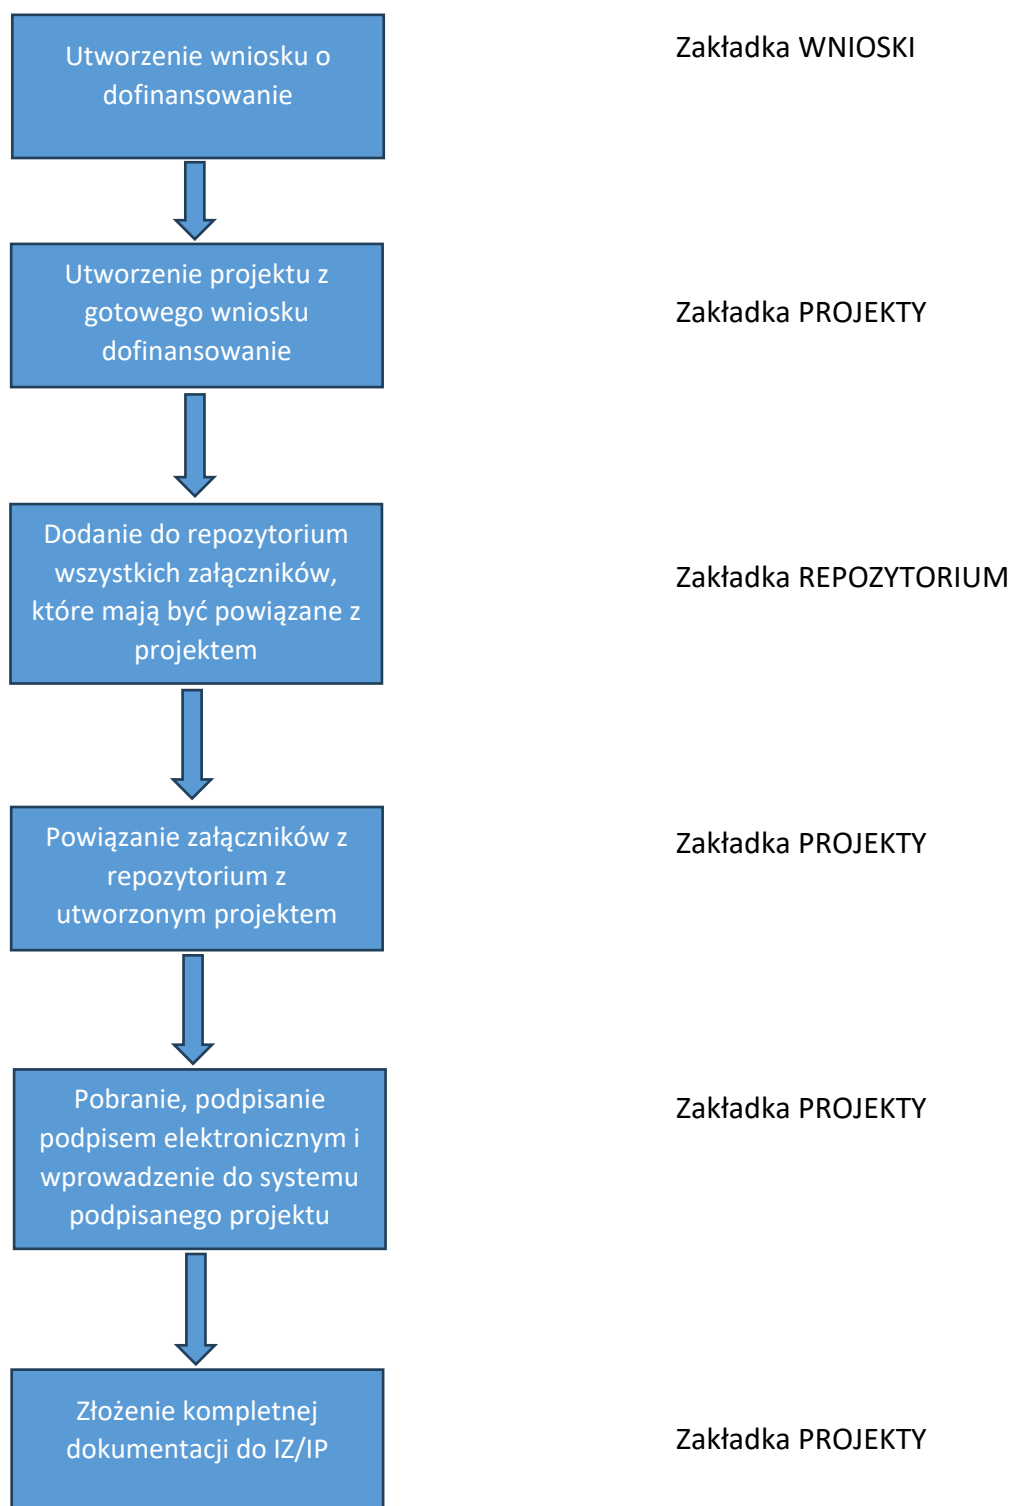 Utworzenie wniosku o
dofinansowanie
Zakładka WNIOSKI
Utworzenie projektu z
gotowego wniosku
dofinansowanie
Zakładka PROJEKTY
Dodanie do repozytorium
wszystkich załączników,
które mają być powiązane z
projektem
Zakładka REPOZYTORIUM
Powiązanie załączników z
repozytorium z
utworzonym projektem
Zakładka PROJEKTY
Pobranie, podpisanie
podpisem elektronicznym i
wprowadzenie do systemu
podpisanego projektu
Zakładka PROJEKTY
Złożenie kompletnej
dokumentacji do IZ/IP
Zakładka PROJEKTY